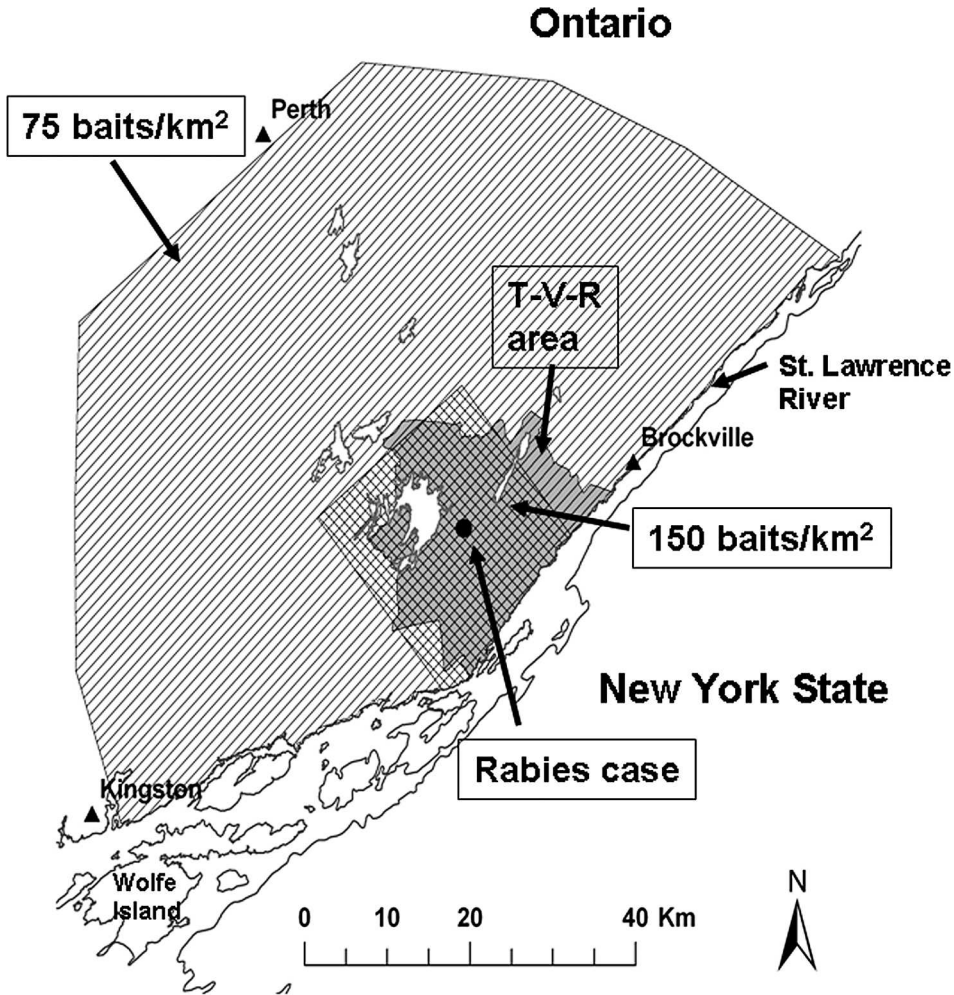 Ontario
75 baits/km²
Perth
T-V-R
area
St. Lawrence
River
Brockville
150 baits/km²
New York State
Rabies case
Kingston
Wolfe
Island
N
0 10 20 40 Km